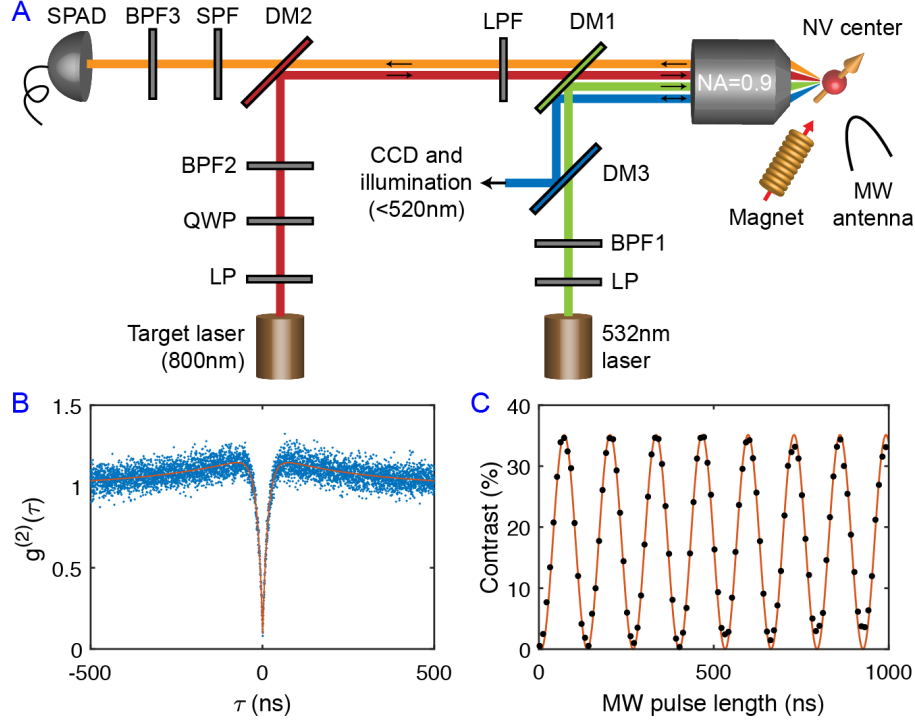 A
SPAD
BPF3
SPF
DM2
LPF
DM1
NV center
NA=0.9
BPF2
QWP
LP
CCD and
illumination
(<520nm)
DM3
BPF1
LP
Magnet
MW
antenna
Target laser
(800nm)
532nm
laser
B
1.5
1
0.5
0
-500
0
500
g(2)(τ)
τ (ns)
C
40
30
20
10
0
0
500
1000
Contrast (%)
MW pulse length (ns)